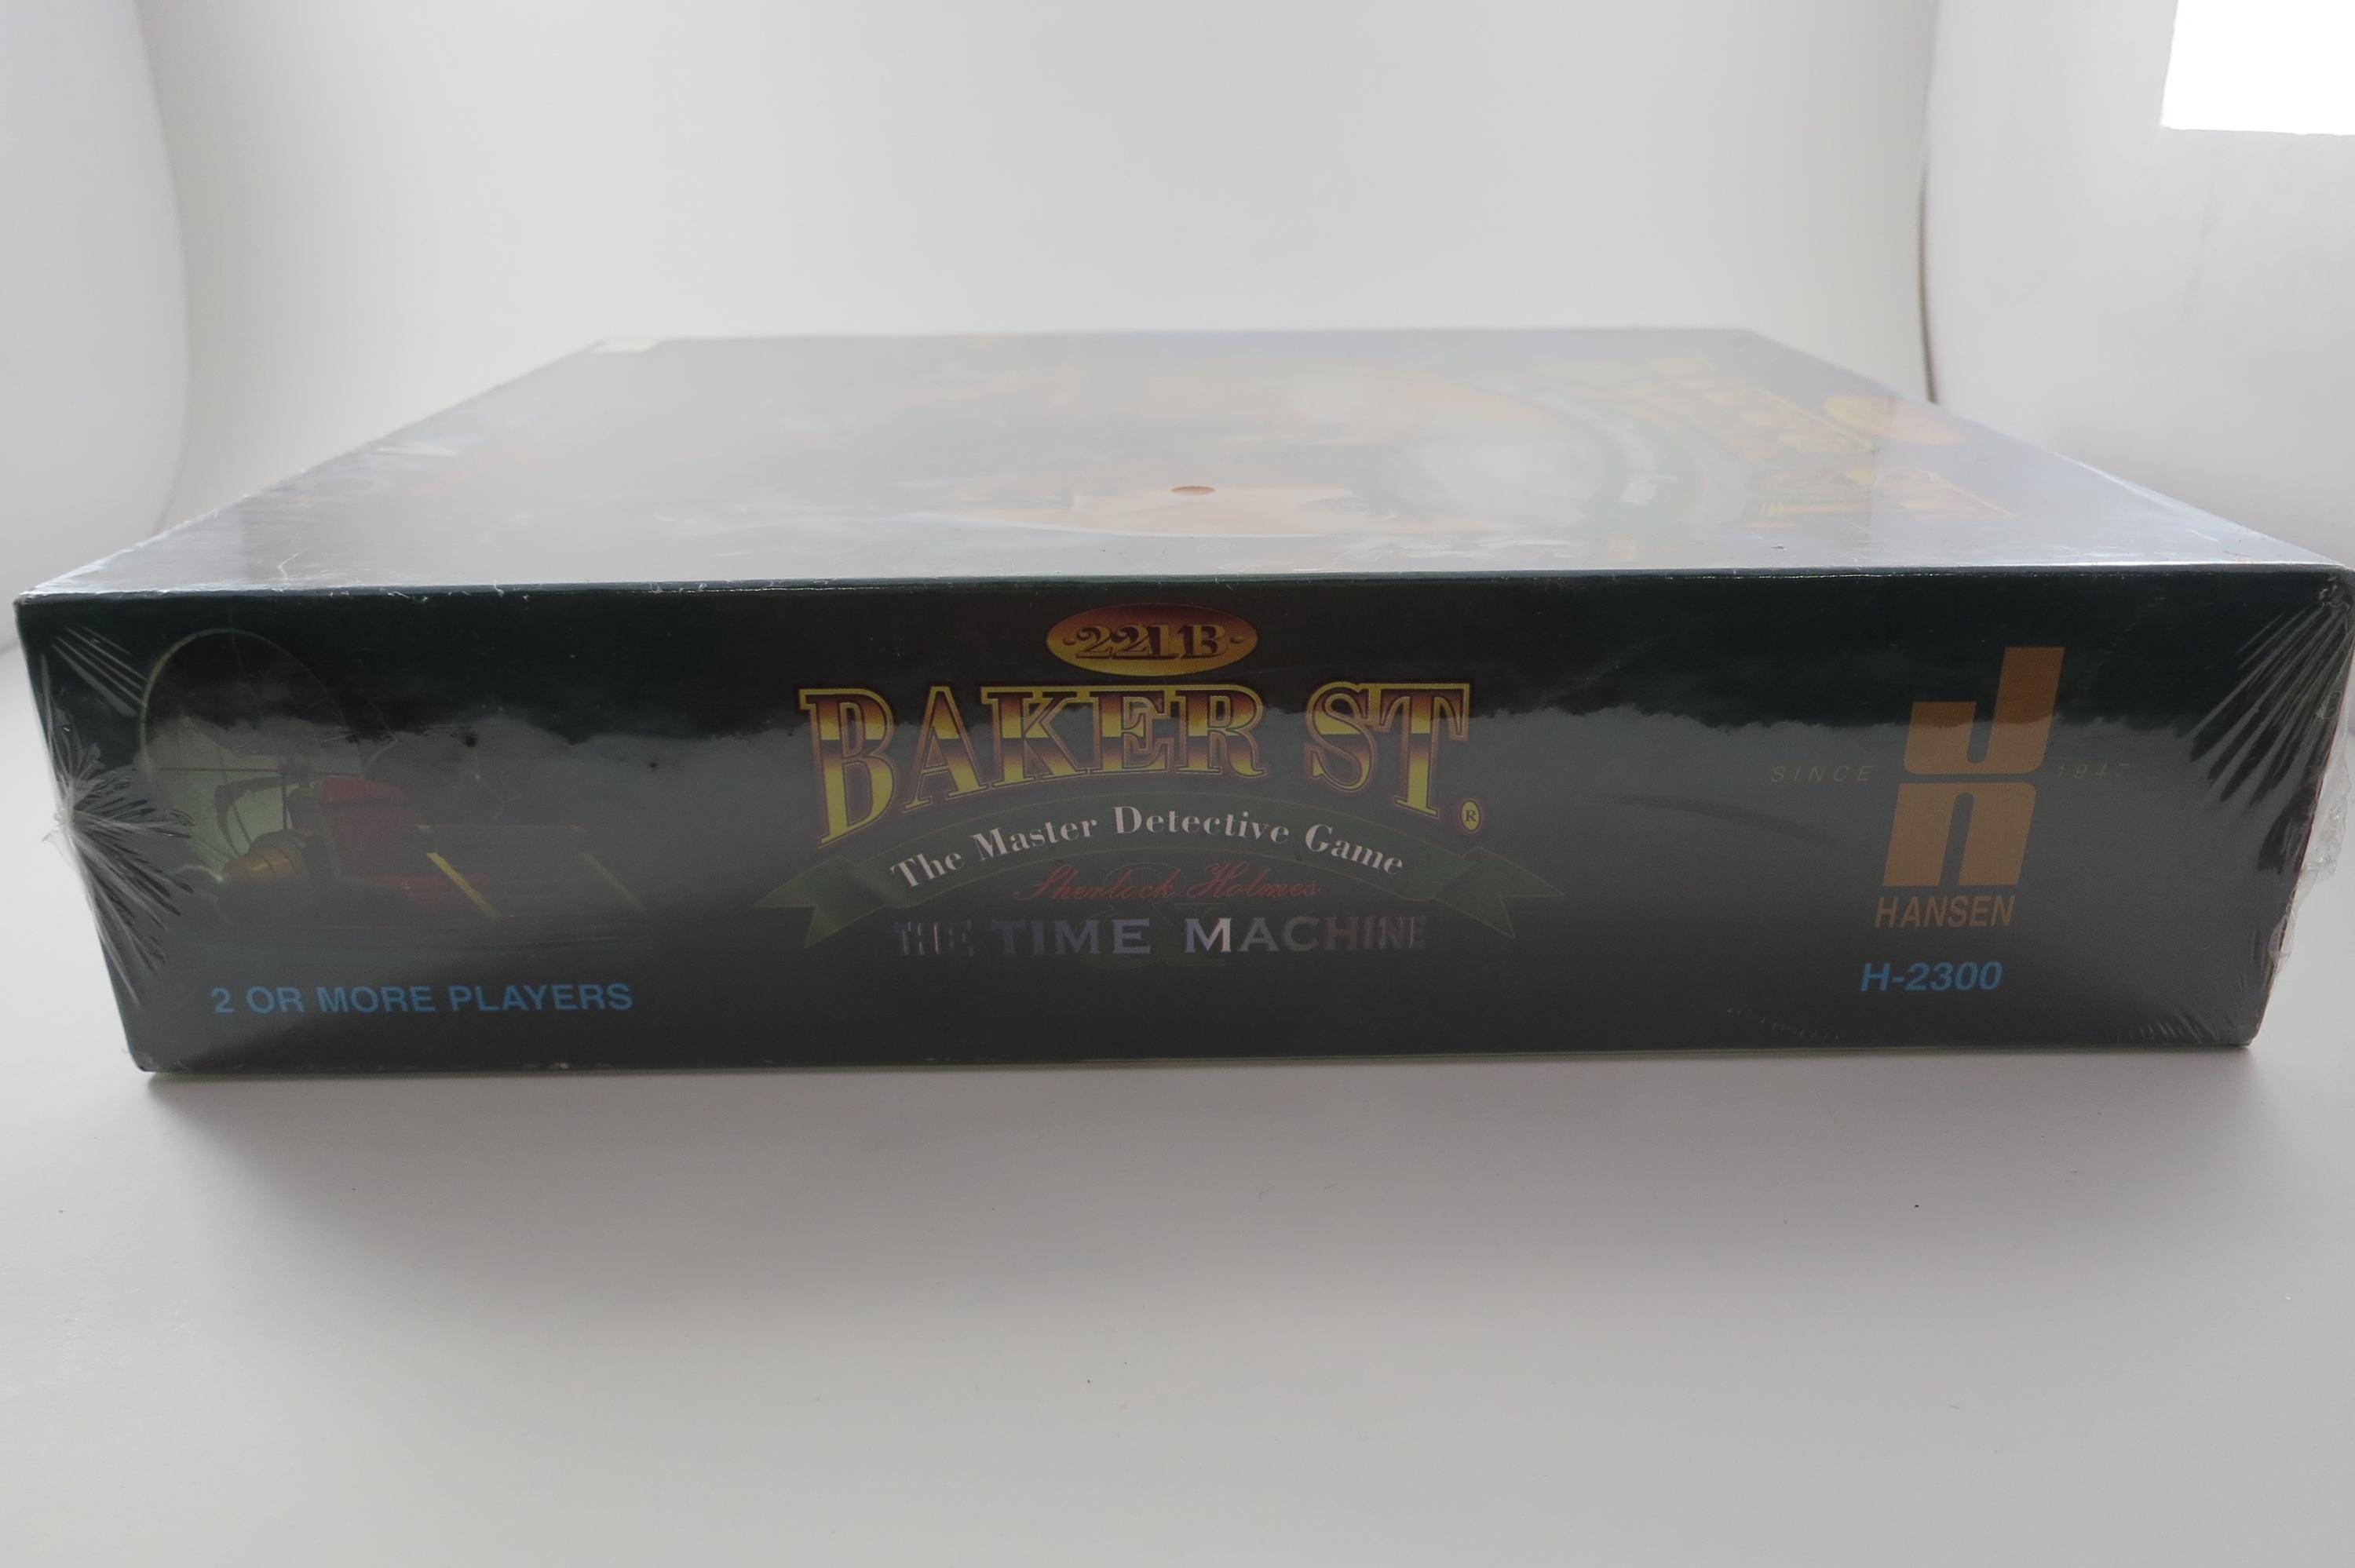 221B
BAKER ST.®
The Master Detective Game
Sherlock Holmes
&
THE TIME MACHINE
2 OR MORE PLAYERS
SINCE 1947
HANSEN
H-2300